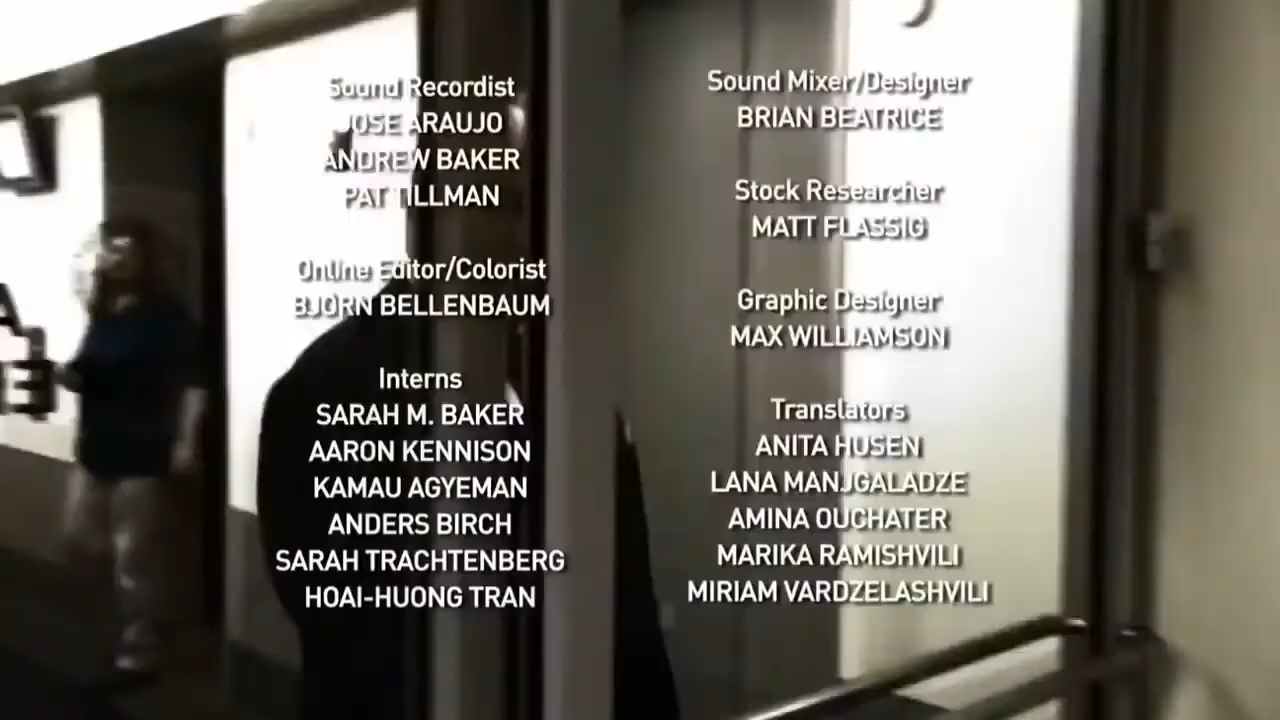 Sound Recordist
JOSE ARAUJO
ANDREW BAKER
PAT TILLMAN
Online Editor/Colorist
BJORN BELLENBAUM
Interns
SARAH M. BAKER
AARON KENNISON
KAMAU AGYEMAN
ANDERS BIRCH
SARAH TRACHTENBERG
HOAI-HUONG TRAN
Sound Mixer/Designer
BRIAN BEATRICE
Stock Researcher
MATT FLASSIG
Graphic Designer
MAX WILLIAMSON
Translators
ANITA HUSEN
LANA MANJGALADZE
AMINA OUCHATER
MARIKA RAMISHVILI
MIRIAM VARDZELASHVILI